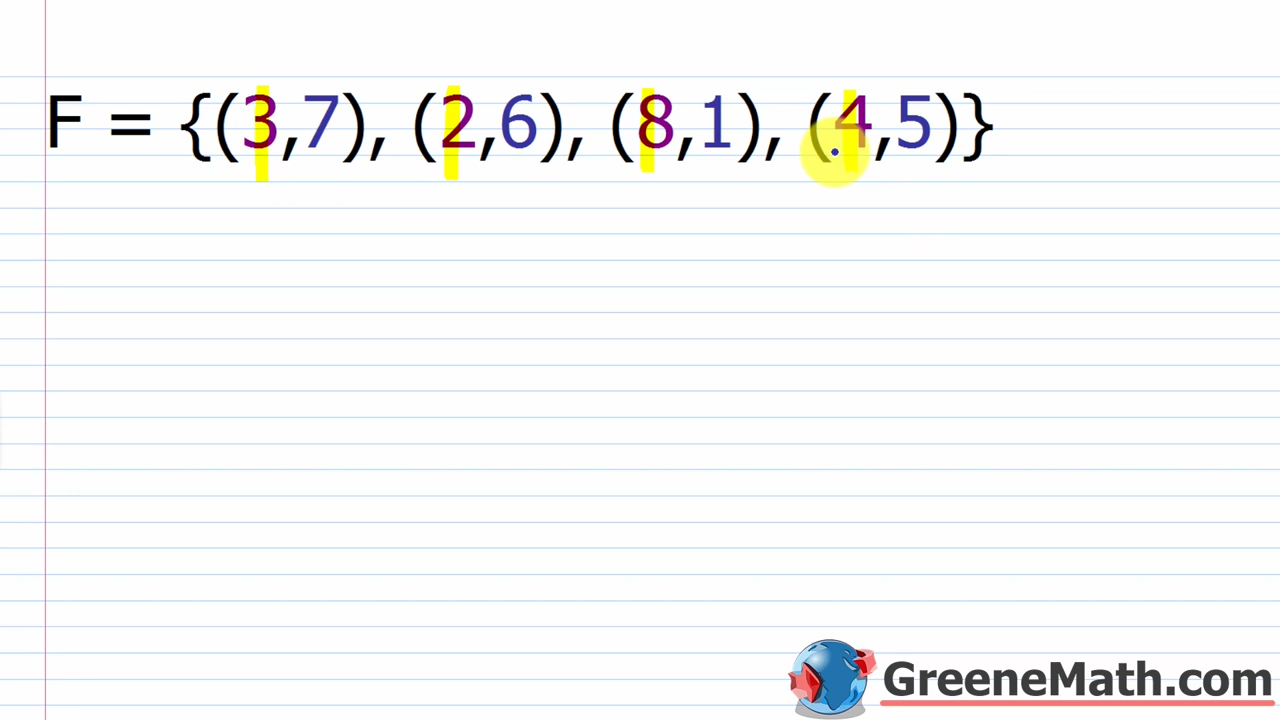 F = {(3,7), (2,6), (8,1), (4,5)}
GreeneMath.com